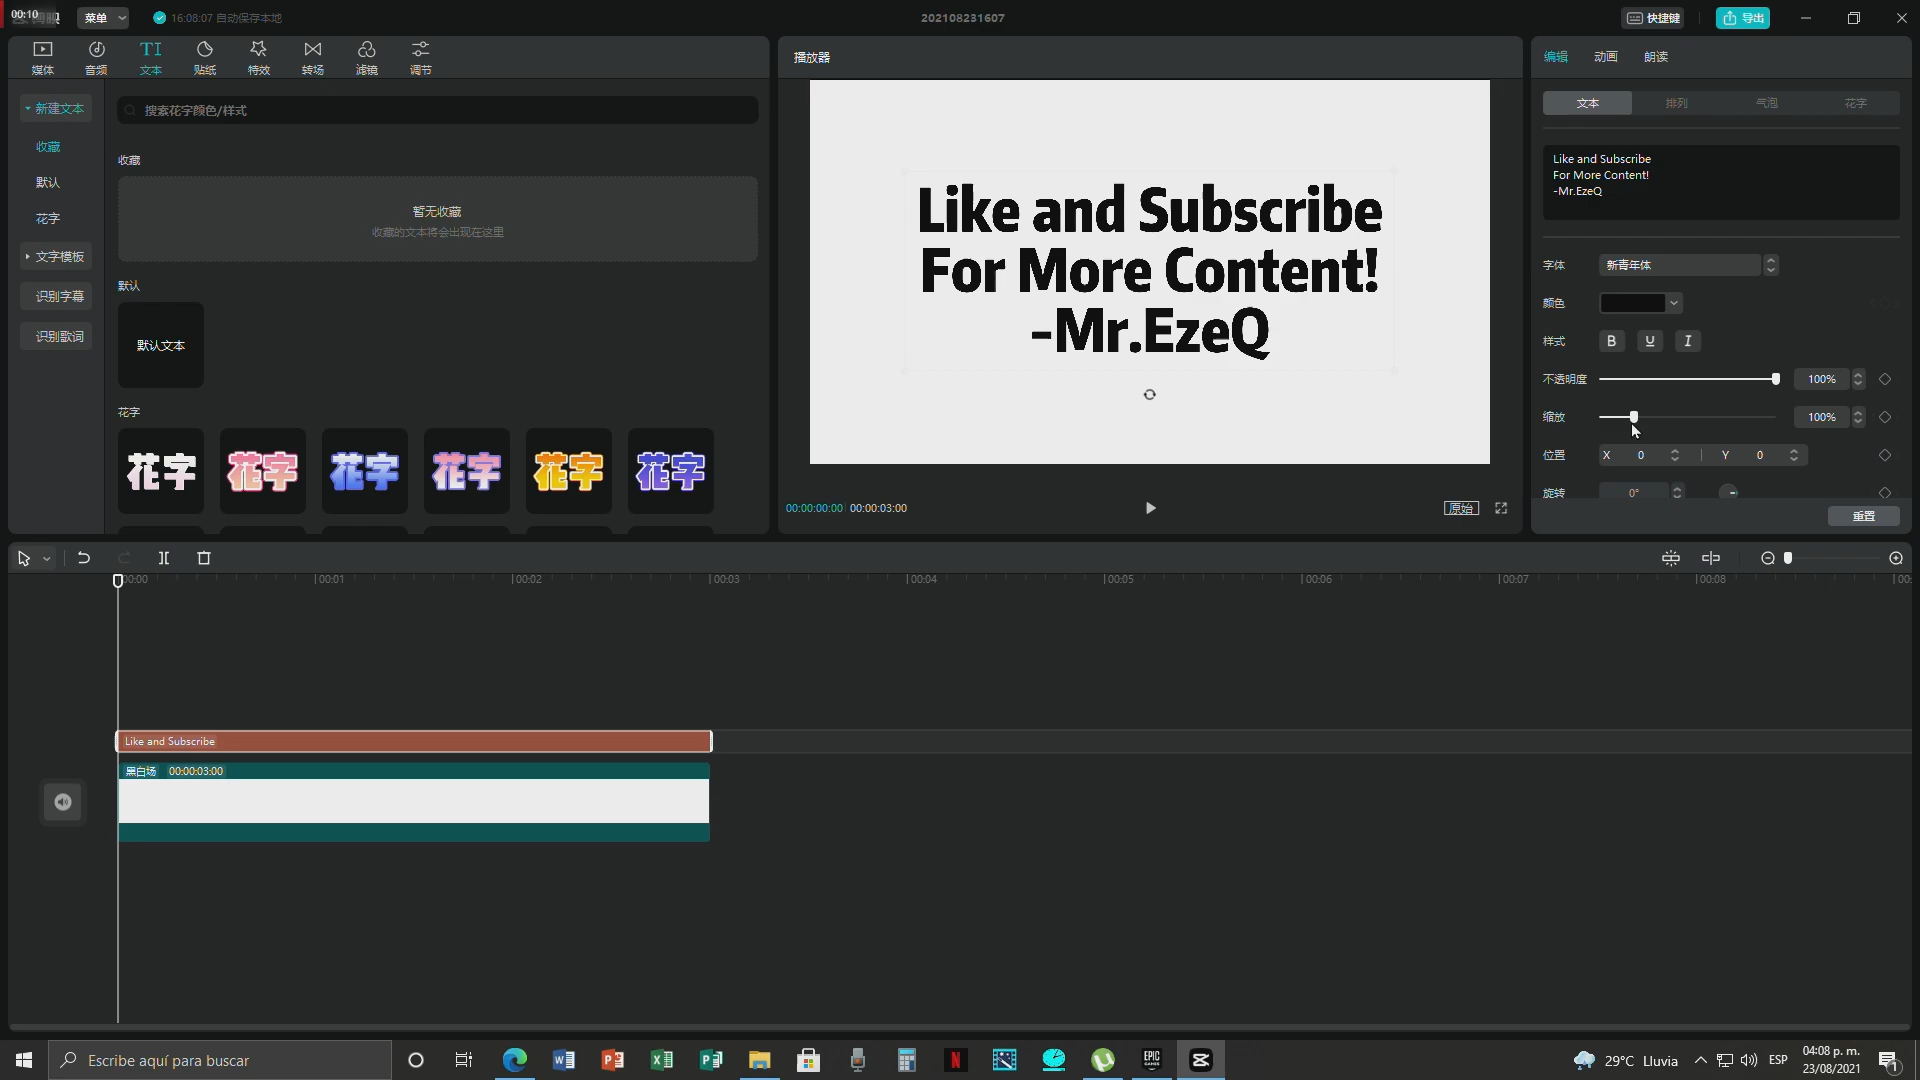 00:10
菜单
16:08:07 自动保存本地
202108231607
快捷键
导出
媒体
音频
TI
文本
贴纸
特效
转场
滤镜
调节
新建文本
收藏
默认
花字
文字模板
识别字幕
识别歌词
搜索花字颜色/样式
收藏
暂无收藏
收藏的文本将会出现在这里
默认
默认文本
花字
花字
花字
花字
花字
花字
花字
播放器
Like and Subscribe
For More Content!
-Mr.EzeQ
00:00:00:00
00:00:03:00
原始
编辑
动画
朗读
文本
排列
气泡
花字
Like and Subscribe
For More Content!
-Mr.EzeQ
字体
新青年体
颜色
样式
B
U
I
不透明度
100%
缩放
100%
位置
X
0
Y
0
旋转
0°
重置
00:00
00:01
00:02
00:03
00:04
00:05
00:06
00:07
00:08
00:
Like and Subscribe
黑白场
00:00:03:00
Escribe aquí para buscar
W
P
X
P
N
EPIC
GAMES
29°C Lluvia
ESP
04:08 p. m.
23/08/2021
1